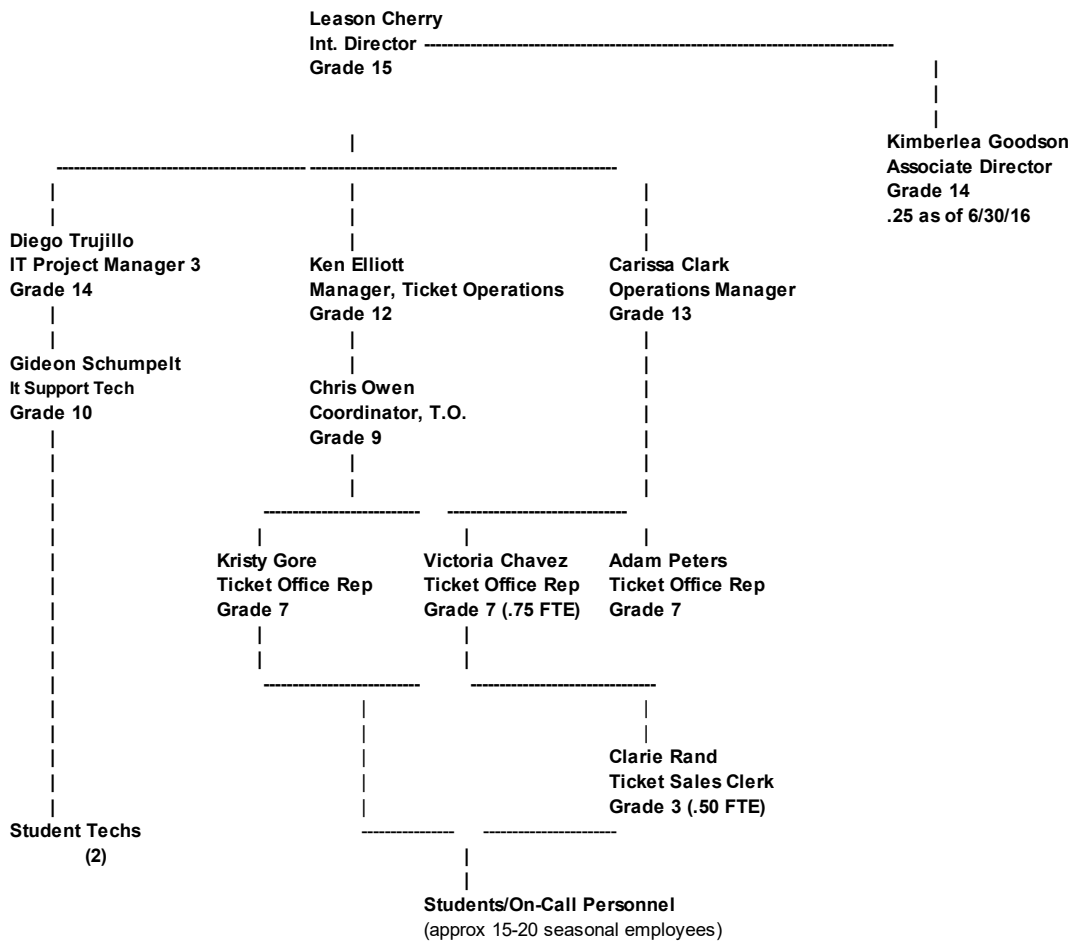 Leason Cherry
Int. Director
Grade 15
Kimberlea Goodson
Associate Director
Grade 14
.25 as of 6/30/16
Diego Trujillo
IT Project Manager 3
Grade 14
Ken Elliott
Manager, Ticket Operations
Grade 12
Carissa Clark
Operations Manager
Grade 13
Gideon Schumpelt
It Support Tech
Grade 10
Chris Owen
Coordinator, T.O.
Grade 9
Kristy Gore
Ticket Office Rep
Grade 7
Victoria Chavez
Ticket Office Rep
Grade 7 (.75 FTE)
Adam Peters
Ticket Office Rep
Grade 7
Clarie Rand
Ticket Sales Clerk
Grade 3 (.50 FTE)
Student Techs
(2)
Students/On-Call Personnel
(approx 15-20 seasonal employees)